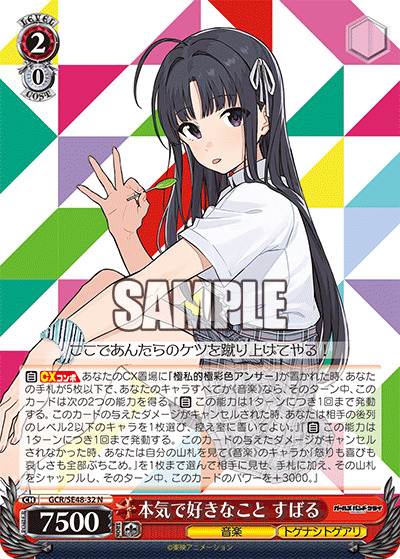 LEVEL
2
0
COST
SAMPLE
ここであんたらのケツを蹴り上げてやる!
自 CXコンボ あなたのCX置場に「極私的極彩色アンサー」が置かれた時、あなた
の手札が5枚以下で、あなたのキャラすべてが《音楽》なら、そのターン中、この
カードは次の2つの能力を得る。『自 この能力は1ターンにつき1回まで発動
する。このカードの与えたダメージがキャンセルされた時、あなたは相手の後列
のレベル2以下のキャラを1枚選び、控え室に置いてよい。』『自 この能力は
1ターンにつき1回まで発動する。このカードの与えたダメージがキャンセルさ
れなかった時、あなたは自分の山札を見て《音楽》のキャラか「怒りも喜びも
哀しさも全部ぶちこめ。」を1枚まで選んで相手に見せ、手札に加え、その山札
をシャッフルし、そのターン中、このカードのパワーを+3000。』
CH GCR/SE48-32 N
7500
本気で好きなこと すばる
ガールズバンドクライ
音楽
トゲナシトゲアリ
©東映アニメーション